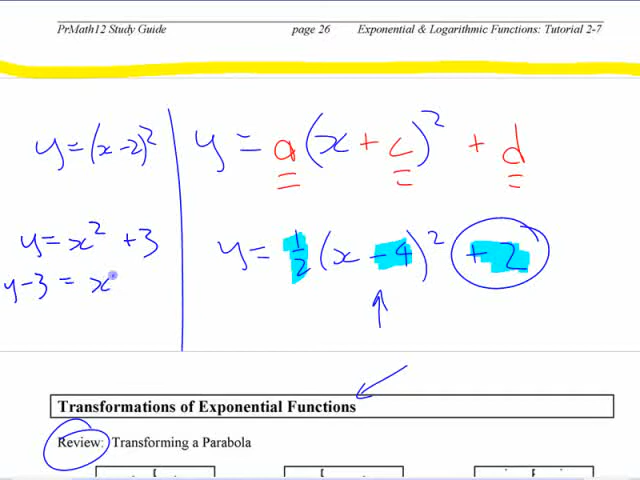 PrMath12 Study Guide page 26 Exponential & Logarithmic Functions: Tutorial 2-7
y = (x - 2)²
y = a(x + c)² + d
y = x² + 3
y = 1/2 (x - 4)² + 2
y - 3 = x
Transformations of Exponential Functions
Review: Transforming a Parabola